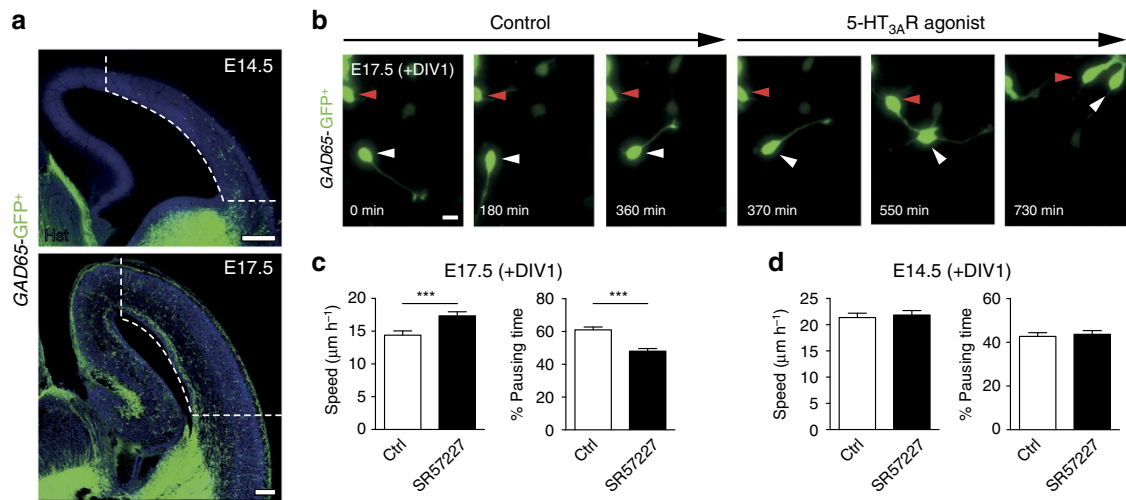 a
E14.5
Hst
E17.5
GAD65-GFP+
b
Control
5-HT3AR agonist
GAD65-GFP+
E17.5 (+DIV1)
0 min
180 min
360 min
370 min
550 min
730 min
c
E17.5 (+DIV1)
***
Speed (μm h−1)
20
15
10
5
0
Ctrl
SR57227
***
% Pausing time
80
60
40
20
0
Ctrl
SR57227
d
E14.5 (+DIV1)
Speed (μm h−1)
25
20
15
10
5
0
Ctrl
SR57227
% Pausing time
60
40
20
0
Ctrl
SR57227